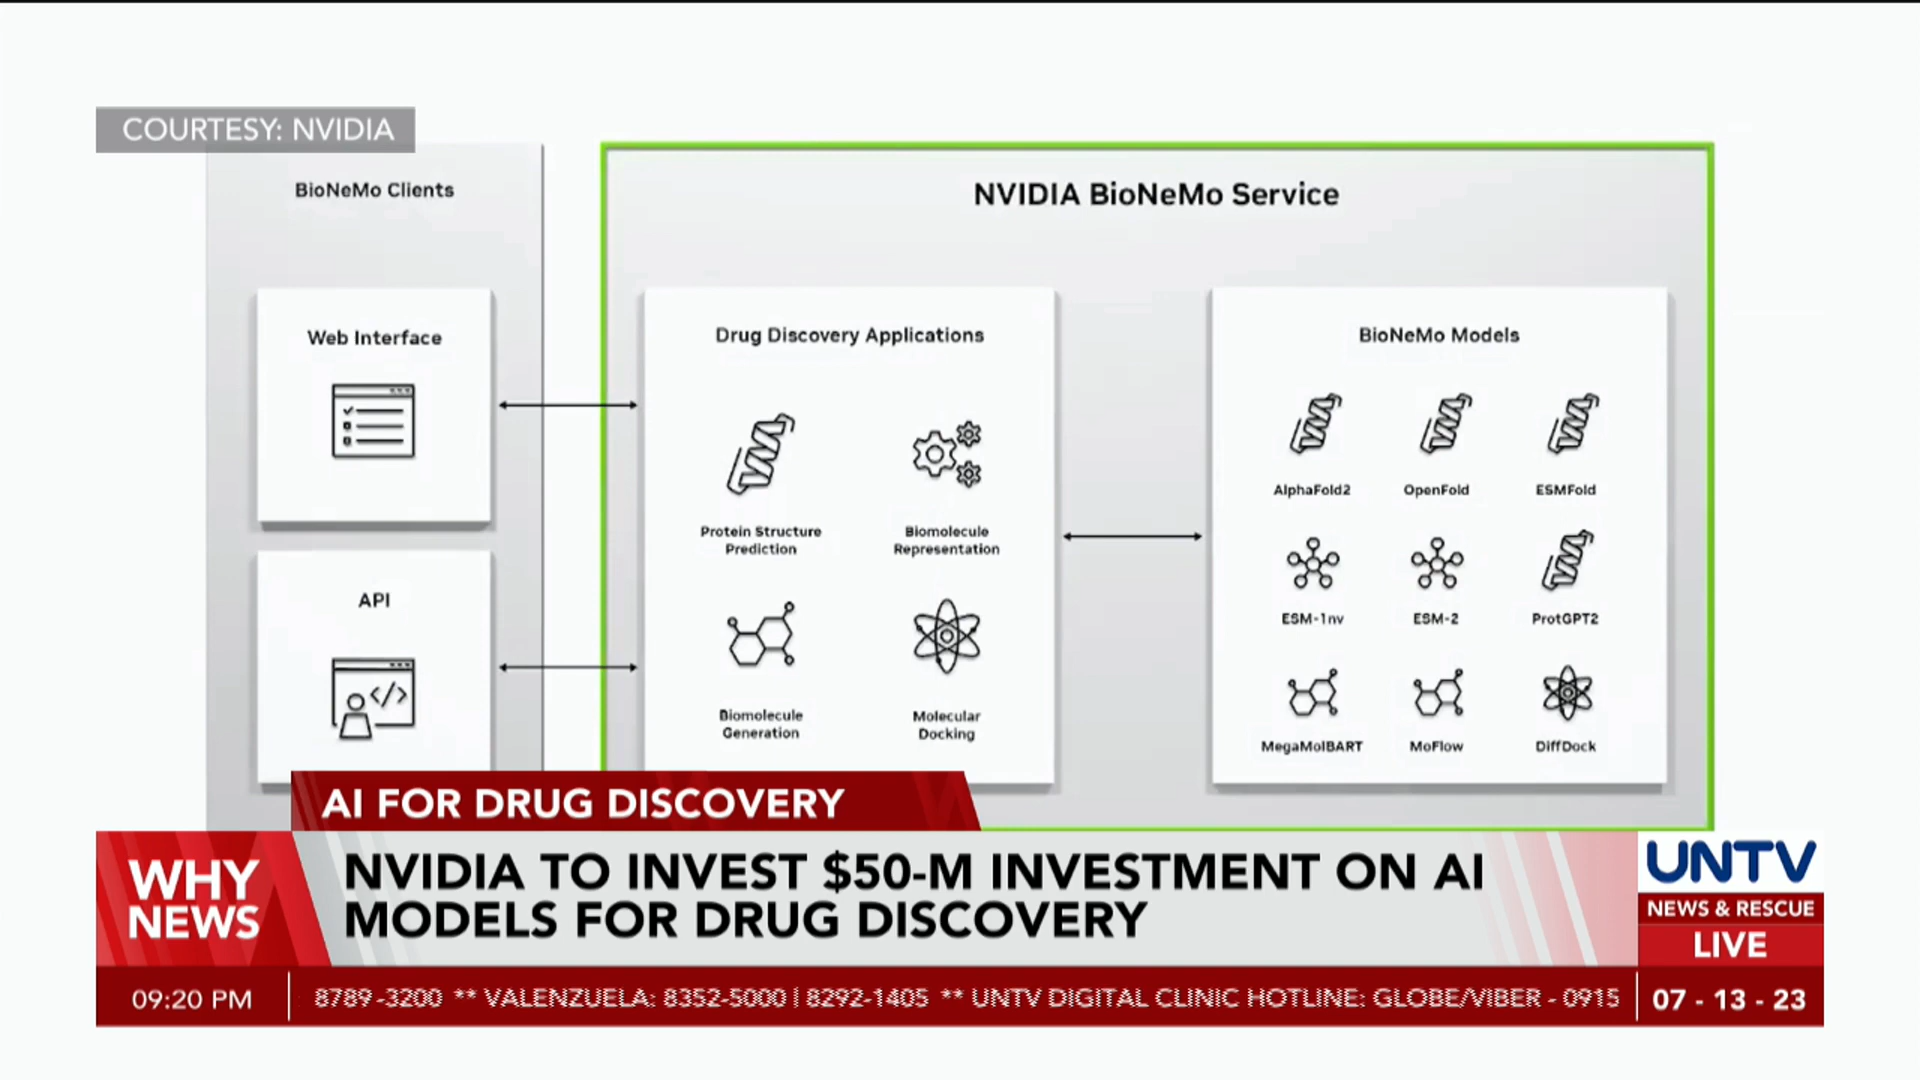 COURTESY: NVIDIA
BioNeMo Clients
Web Interface
API
NVIDIA BioNeMo Service
Drug Discovery Applications
Protein Structure
Prediction
Biomolecule
Representation
Biomolecule
Generation
Molecular
Docking
BioNeMo Models
AlphaFold2
OpenFold
ESMFold
ESM-1nv
ESM-2
ProtGPT2
MegaMolBART
MoFlow
DiffDock
AI FOR DRUG DISCOVERY
WHY
NEWS
NVIDIA TO INVEST $50-M INVESTMENT ON AI
MODELS FOR DRUG DISCOVERY
UNTV
NEWS & RESCUE
LIVE
09:20 PM
8789-3200 ** VALENZUELA: 8352-5000 | 8292-1405 ** UNTV DIGITAL CLINIC HOTLINE: GLOBE/VIBER - 0915
07 - 13 - 23